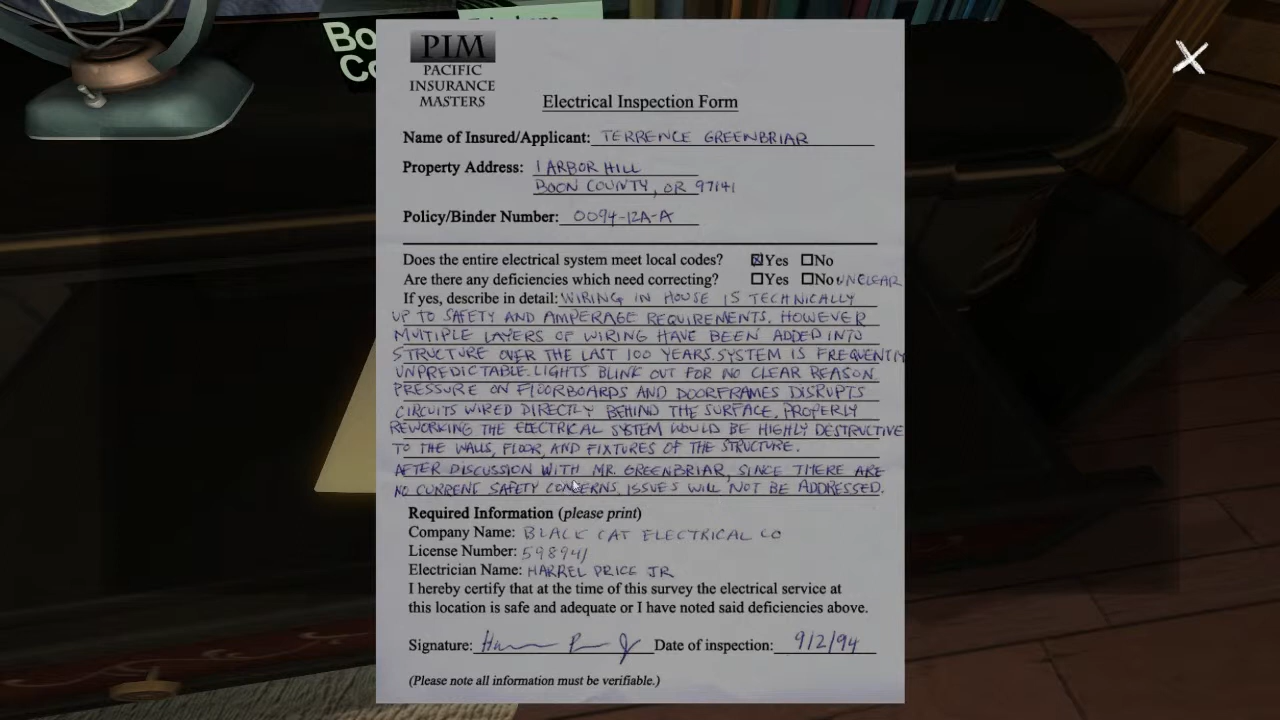 Bo
Co
PIM
PACIFIC
INSURANCE
MASTERS
Electrical Inspection Form
Name of Insured/Applicant: TERRENCE GREENBRIAR
Property Address: 1 ARBOR HILL
BOON COUNTY, OR 97141
Policy/Binder Number: 0094-12A-A
Does the entire electrical system meet local codes? ☒Yes ☐No
Are there any deficiencies which need correcting? ☐Yes ☐No UNCLEAR
If yes, describe in detail: WIRING IN HOUSE IS TECHNICALLY
UP TO SAFETY AND AMPERAGE REQUIREMENTS. HOWEVER
MULTIPLE LAYERS OF WIRING HAVE BEEN ADDED INTO
STRUCTURE OVER THE LAST 100 YEARS. SYSTEM IS FREQUENTLY
UNPREDICTABLE. LIGHTS BLINK OUT FOR NO CLEAR REASON.
PRESSURE ON FLOORBOARDS AND DOORFRAMES DISRUPTS
CIRCUITS WIRED DIRECTLY BEHIND THE SURFACE. PROPERLY
REWORKING THE ELECTRICAL SYSTEM WOULD BE HIGHLY DESTRUCTIVE
TO THE WALLS, FLOOR, AND FIXTURES OF THE STRUCTURE.
AFTER DISCUSSION WITH MR. GREENBRIAR, SINCE THERE ARE
NO CURRENT SAFETY CONCERNS, ISSUES WILL NOT BE ADDRESSED.
Required Information (please print)
Company Name: BLACK CAT ELECTRICAL CO
License Number: 598941
Electrician Name: HARREL PRICE JR
I hereby certify that at the time of this survey the electrical service at
this location is safe and adequate or I have noted said deficiencies above.
Signature: Date of inspection: 9/2/94
(Please note all information must be verifiable.)